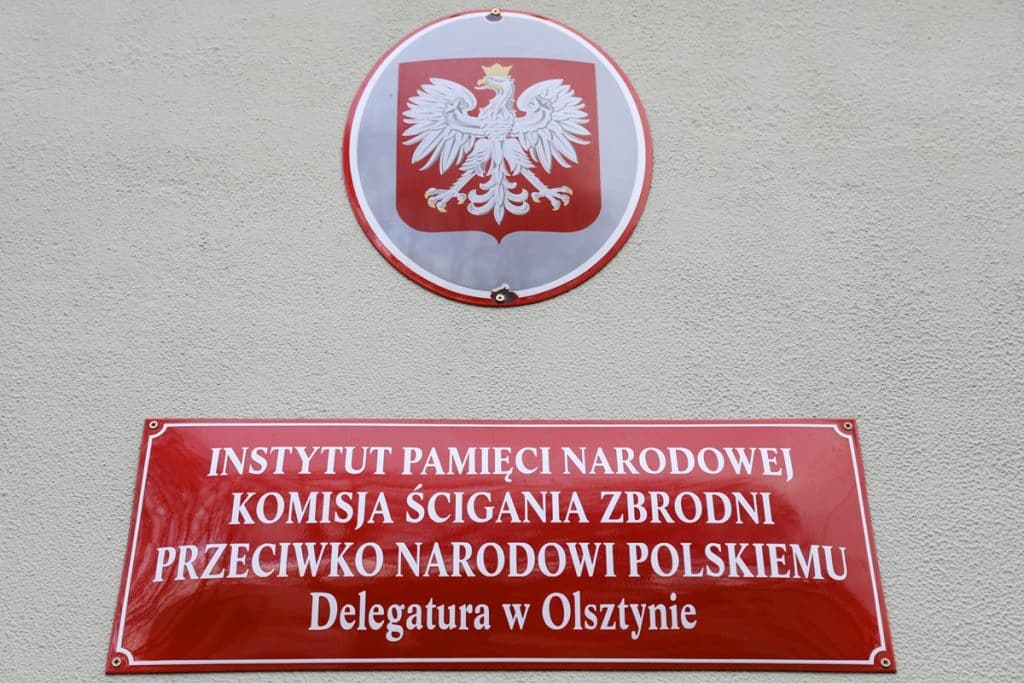 INSTYTUT PAMIĘCI NARODOWEJ
KOMISJA ŚCIGANIA ZBRODNI
PRZECIWKO NARODOWI POLSKIEMU
Delegatura w Olsztynie